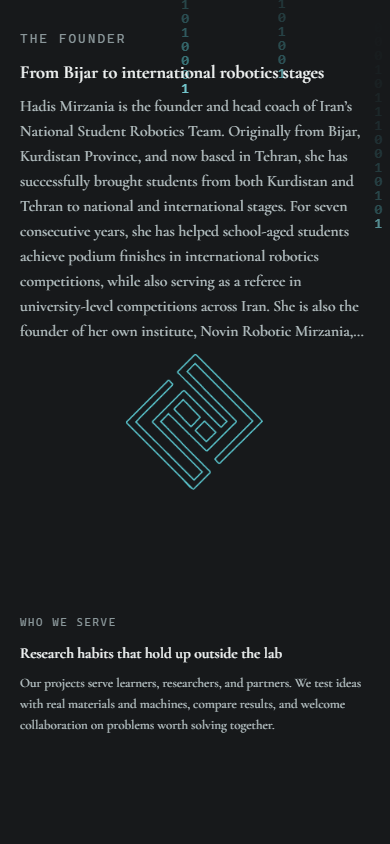 THE FOUNDER
From Bijar to international robotics stages
Hadis Mirzania is the founder and head coach of Iran's
National Student Robotics Team. Originally from Bijar,
Kurdistan Province, and now based in Tehran, she has
successfully brought students from both Kurdistan and
Tehran to national and international stages. For seven
consecutive years, she has helped school-aged students
achieve podium finishes in international robotics
competitions, while also serving as a referee in
university-level competitions across Iran. She is also the
founder of her own institute, Novin Robotic Mirzania,...
WHO WE SERVE
Research habits that hold up outside the lab
Our projects serve learners, researchers, and partners. We test ideas
with real materials and machines, compare results, and welcome
collaboration on problems worth solving together.